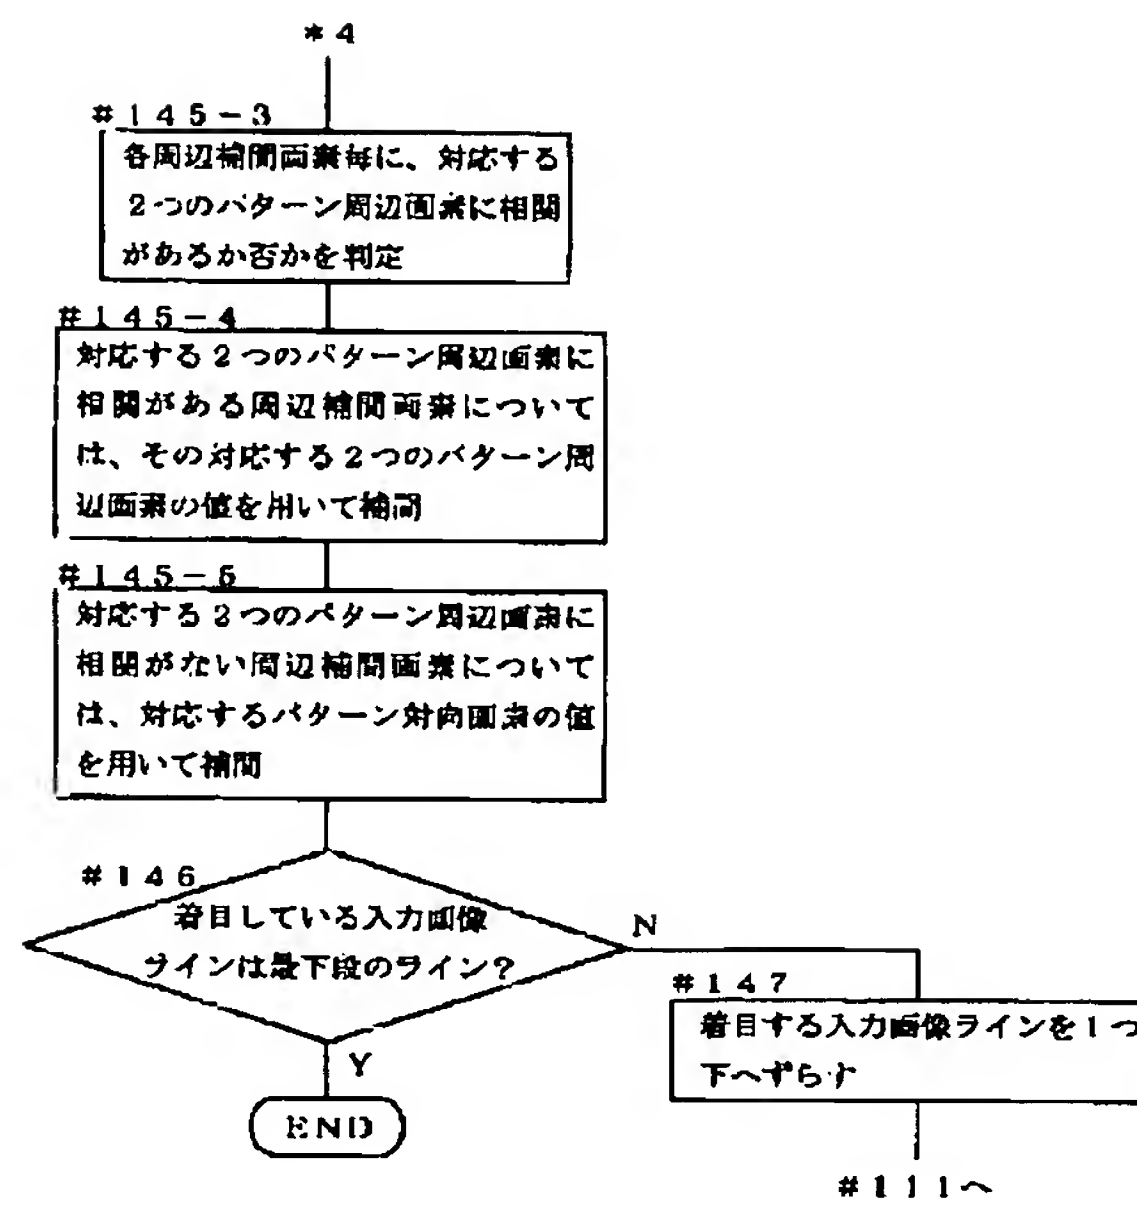 *4
#145-3
各周辺補間画素毎に、対応する
2つのパターン周辺画素に相関
があるか否かを判定
#145-4
対応する2つのパターン周辺画素に
相関がある周辺補間画素について
は、その対応する2つのパターン周
辺画素の値を用いて補間
#145-5
対応する2つのパターン周辺画素に
相関がない周辺補間画素について
は、対応するパターン対向画素の値
を用いて補間
#146
着目している入力画像
ラインは最下段のライン?
N
#147
着目する入力画像ラインを1つ
下へずらす
Y
END
#111へ